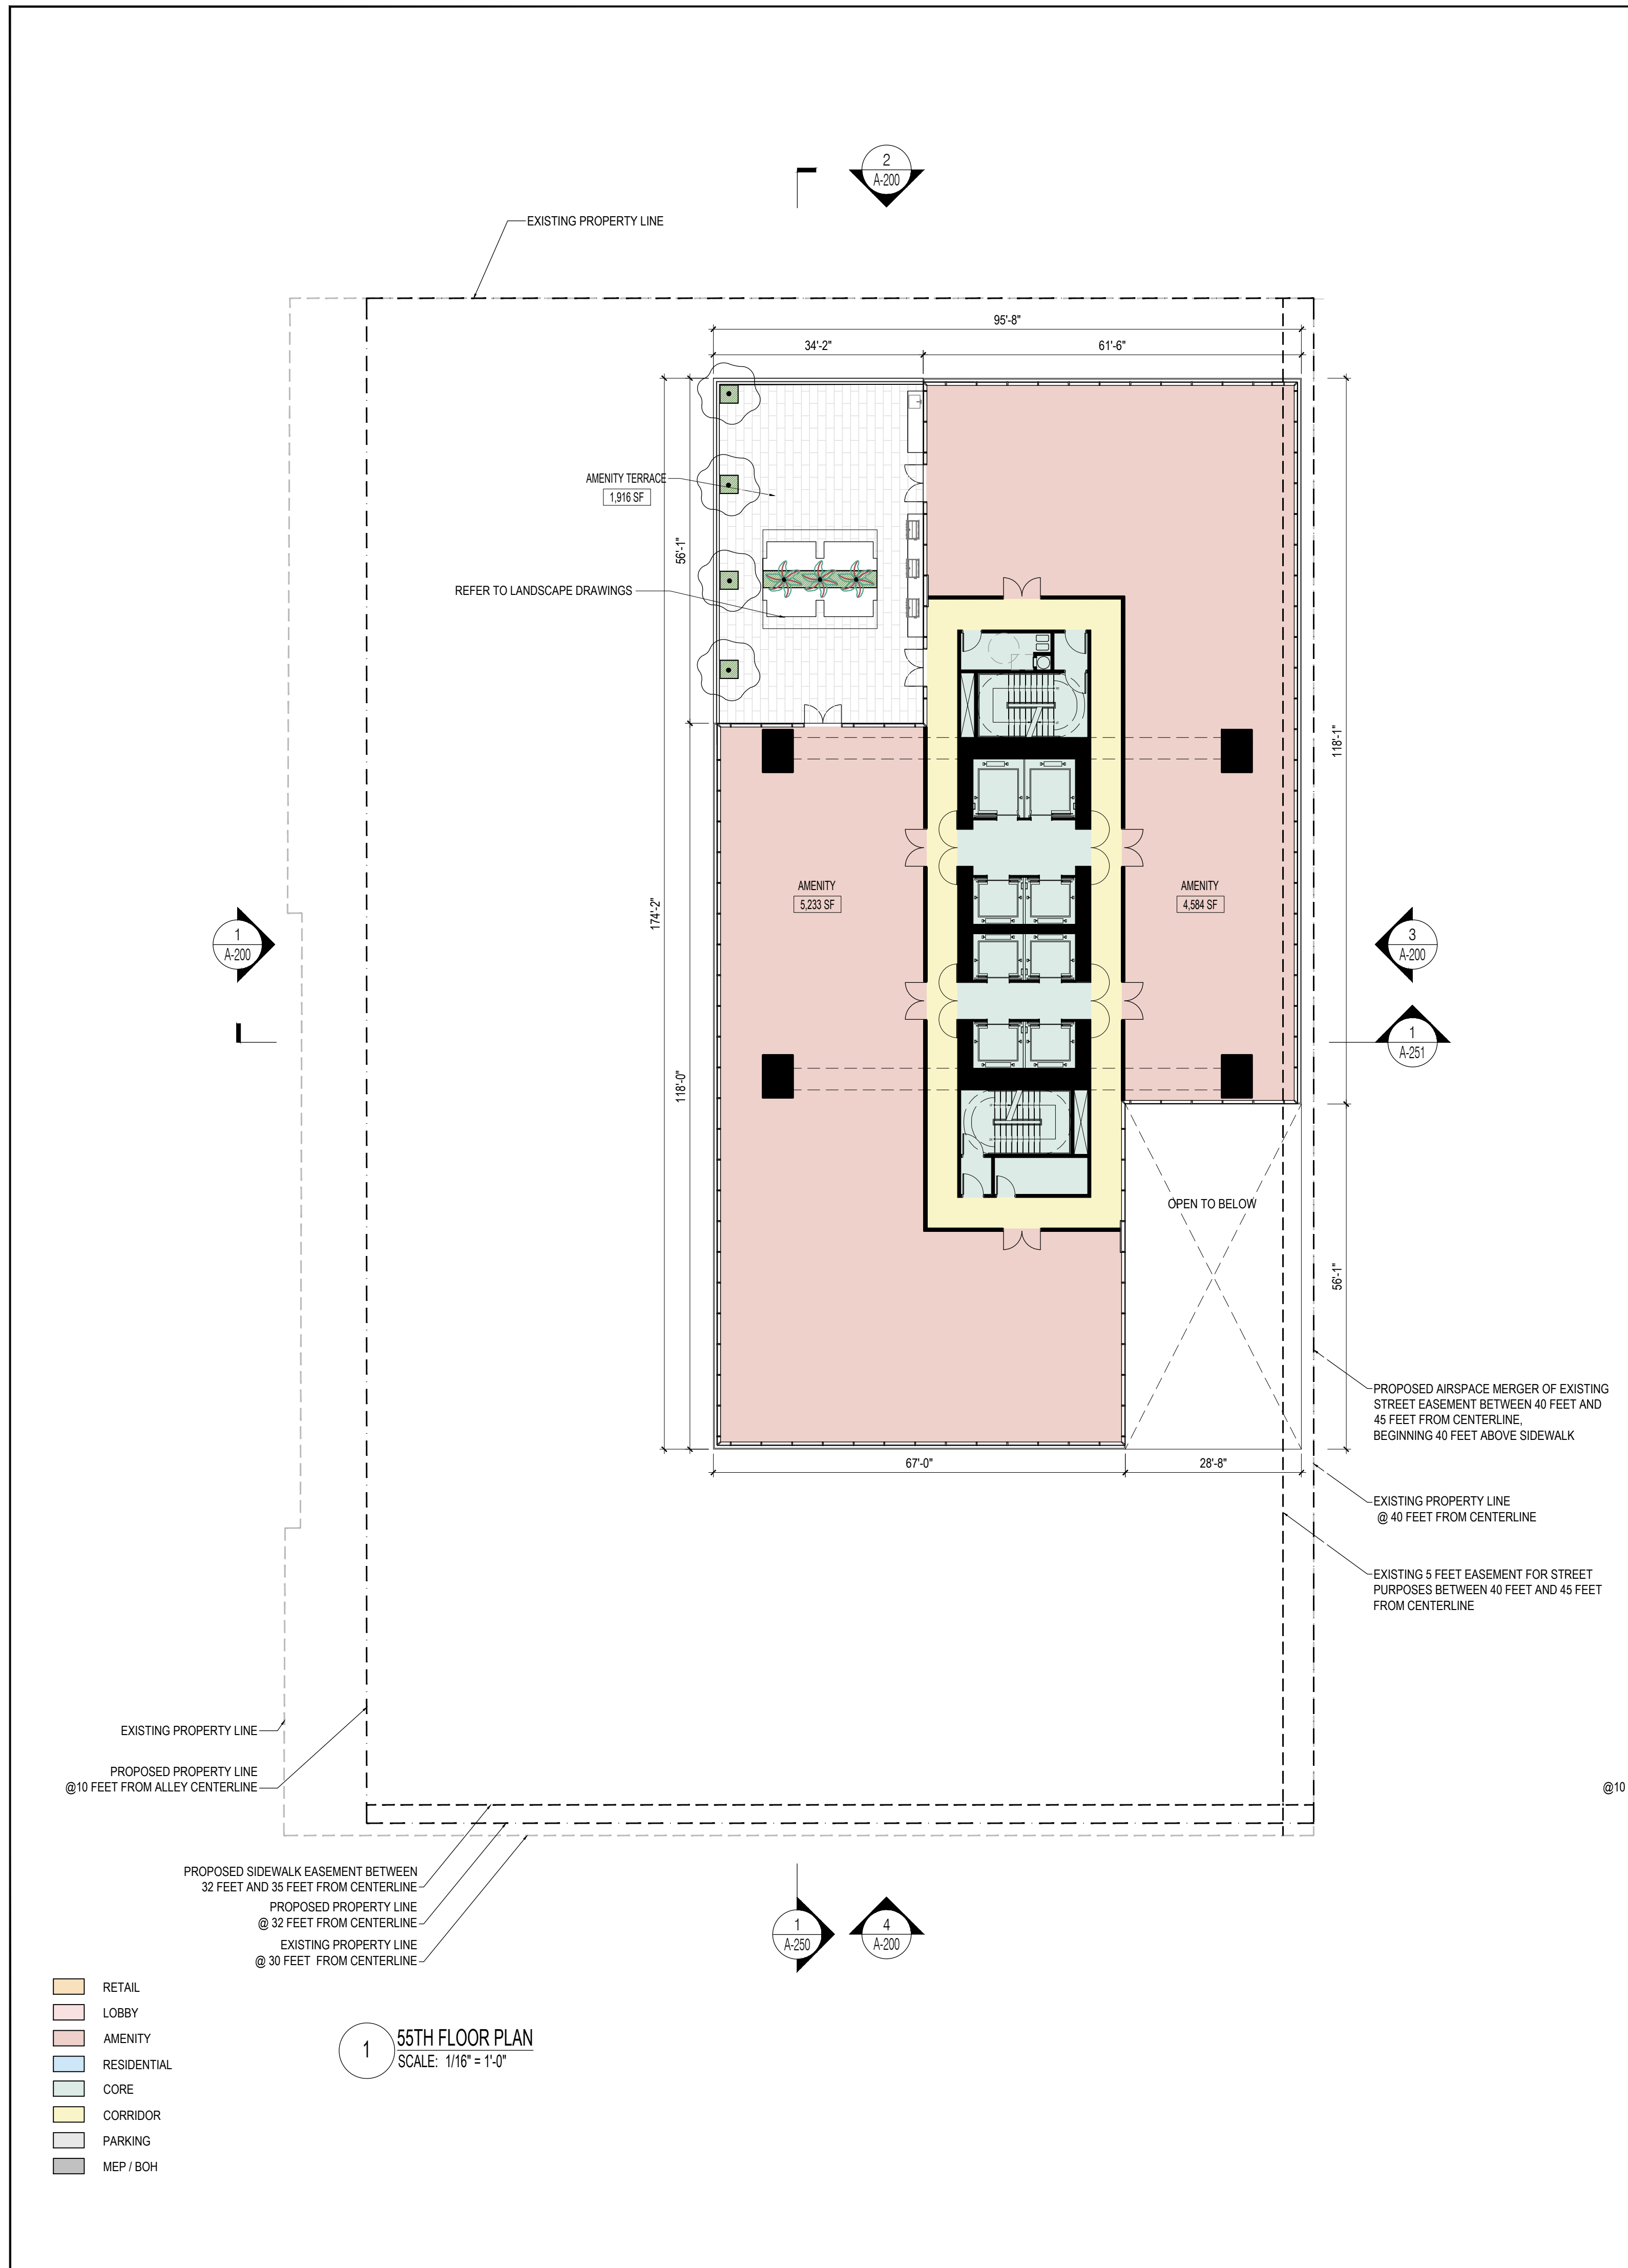 2
A-200
EXISTING PROPERTY LINE
95'-8"
34'-2"
61'-6"
AMENITY TERRACE
1,916 SF
56'-1"
REFER TO LANDSCAPE DRAWINGS
118'-1"
174'-2"
AMENITY
5,233 SF
AMENITY
4,584 SF
1
A-200
3
A-200
1
A-251
118'-0"
OPEN TO BELOW
56'-1"
PROPOSED AIRSPACE MERGER OF EXISTING
STREET EASEMENT BETWEEN 40 FEET AND
45 FEET FROM CENTERLINE,
BEGINNING 40 FEET ABOVE SIDEWALK
67'-0"
28'-8"
EXISTING PROPERTY LINE
@ 40 FEET FROM CENTERLINE
EXISTING 5 FEET EASEMENT FOR STREET
PURPOSES BETWEEN 40 FEET AND 45 FEET
FROM CENTERLINE
EXISTING PROPERTY LINE
PROPOSED PROPERTY LINE
@10 FEET FROM ALLEY CENTERLINE
@10
PROPOSED SIDEWALK EASEMENT BETWEEN
32 FEET AND 35 FEET FROM CENTERLINE
PROPOSED PROPERTY LINE
@ 32 FEET FROM CENTERLINE
EXISTING PROPERTY LINE
@ 30 FEET FROM CENTERLINE
1
A-250
4
A-200
RETAIL
LOBBY
AMENITY
RESIDENTIAL
CORE
CORRIDOR
PARKING
MEP / BOH
1
55TH FLOOR PLAN
SCALE: 1/16" = 1'-0"